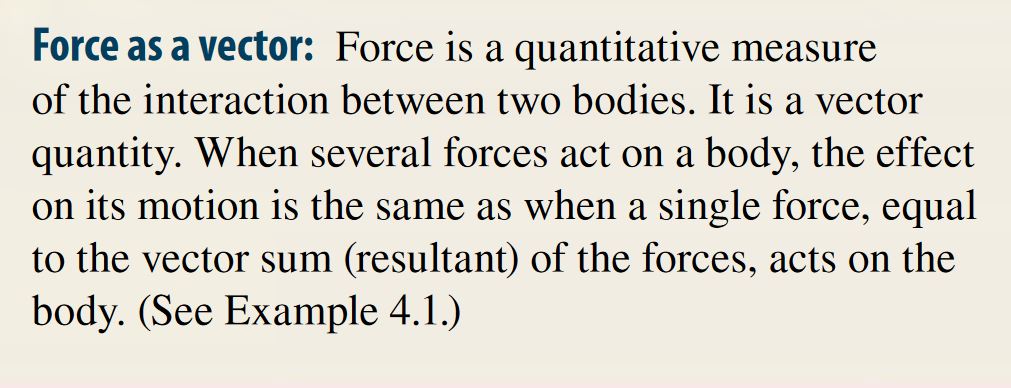 Force as a vector: Force is a quantitative measure
of the interaction between two bodies. It is a vector
quantity. When several forces act on a body, the effect
on its motion is the same as when a single force, equal
to the vector sum (resultant) of the forces, acts on the
body. (See Example 4.1.)